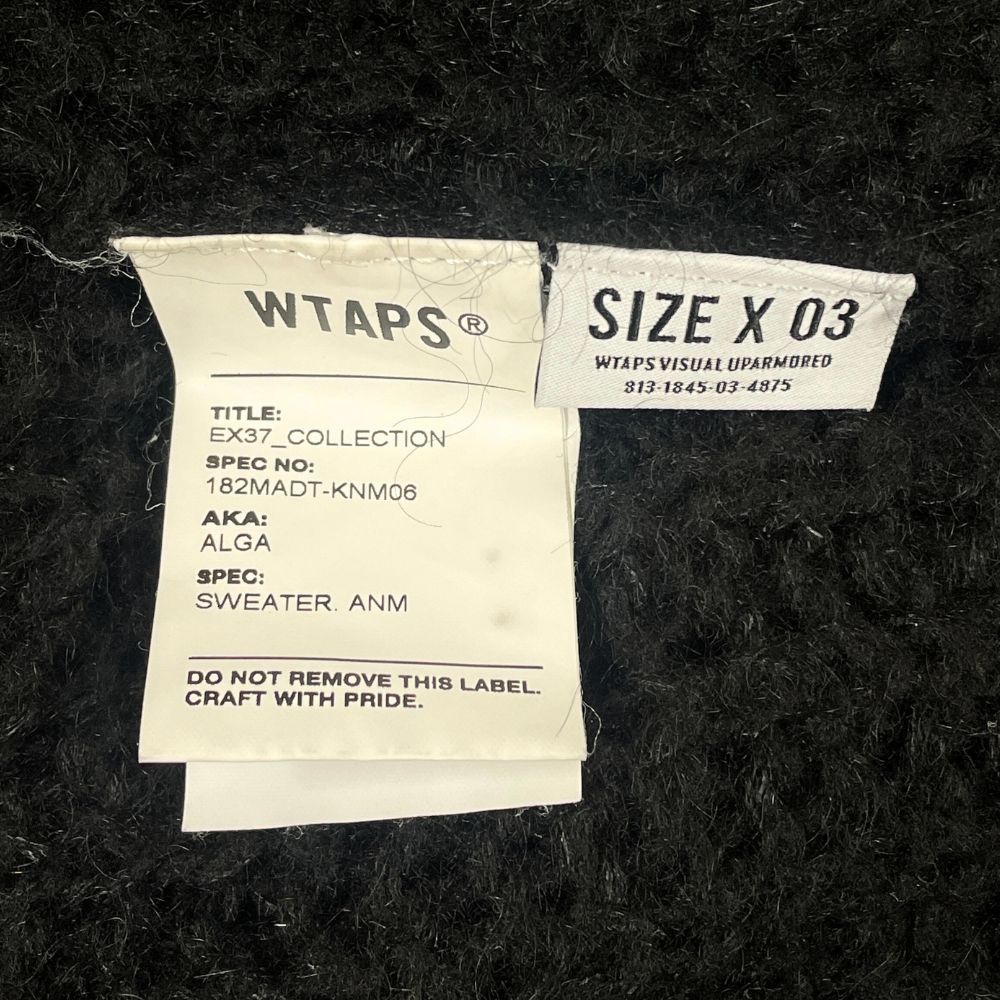 WTAPS®
TITLE:
EX37_COLLECTION
SPEC NO:
182MADT-KNM06
AKA:
ALGA
SPEC:
SWEATER. ANM
DO NOT REMOVE THIS LABEL.
CRAFT WITH PRIDE.
SIZE X 03
WTAPS VISUAL UPARMORED
813-1845-03-4875